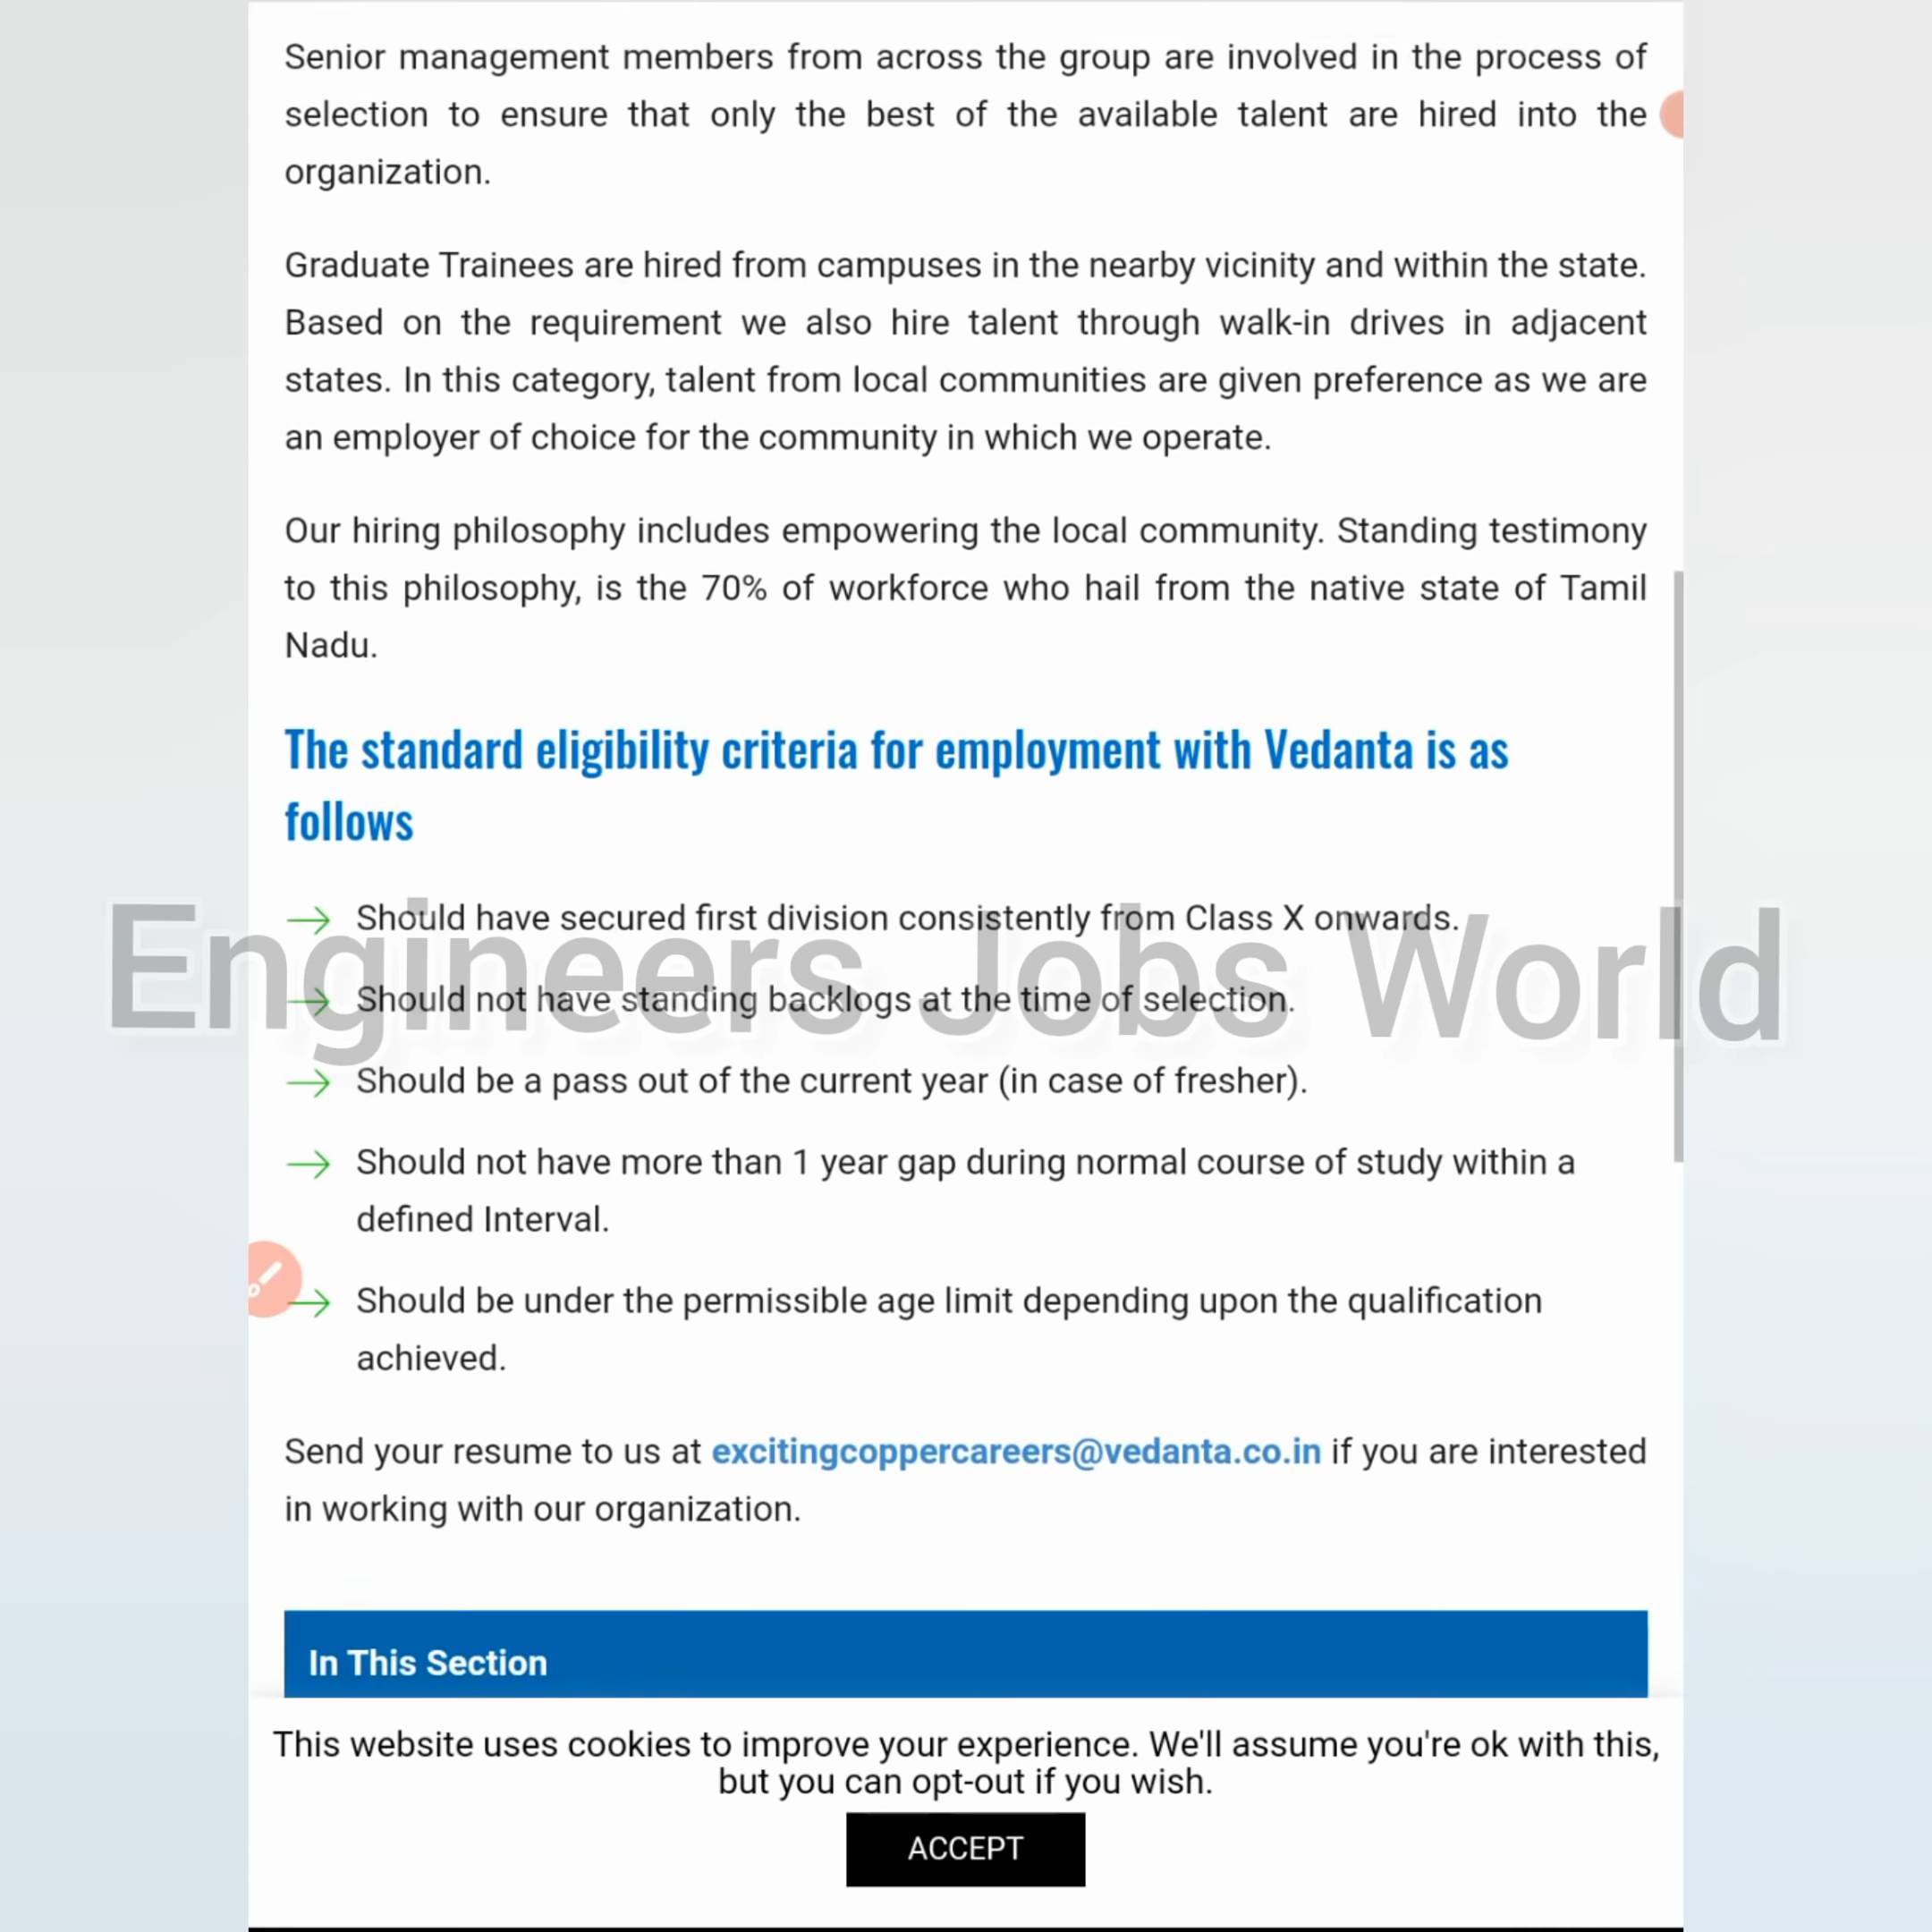 Senior management members from across the group are involved in the process of
selection to ensure that only the best of the available talent are hired into the
organization.
Graduate Trainees are hired from campuses in the nearby vicinity and within the state.
Based on the requirement we also hire talent through walk-in drives in adjacent
states. In this category, talent from local communities are given preference as we are
an employer of choice for the community in which we operate.
Our hiring philosophy includes empowering the local community. Standing testimony
to this philosophy, is the 70% of workforce who hail from the native state of Tamil
Nadu.
The standard eligibility criteria for employment with Vedanta is as
follows
Should have secured first division consistently from Class X onwards.
Engineers Jobs World
Should not have standing backlogs at the time of selection.
Should be a pass out of the current year (in case of fresher).
Should not have more than 1 year gap during normal course of study within a
defined Interval.
Should be under the permissible age limit depending upon the qualification
achieved.
Send your resume to us at excitingcoppercareers@vedanta.co.in if you are interested
in working with our organization.
In This Section
This website uses cookies to improve your experience. We'll assume you're ok with this,
but you can opt-out if you wish.
ACCEPT